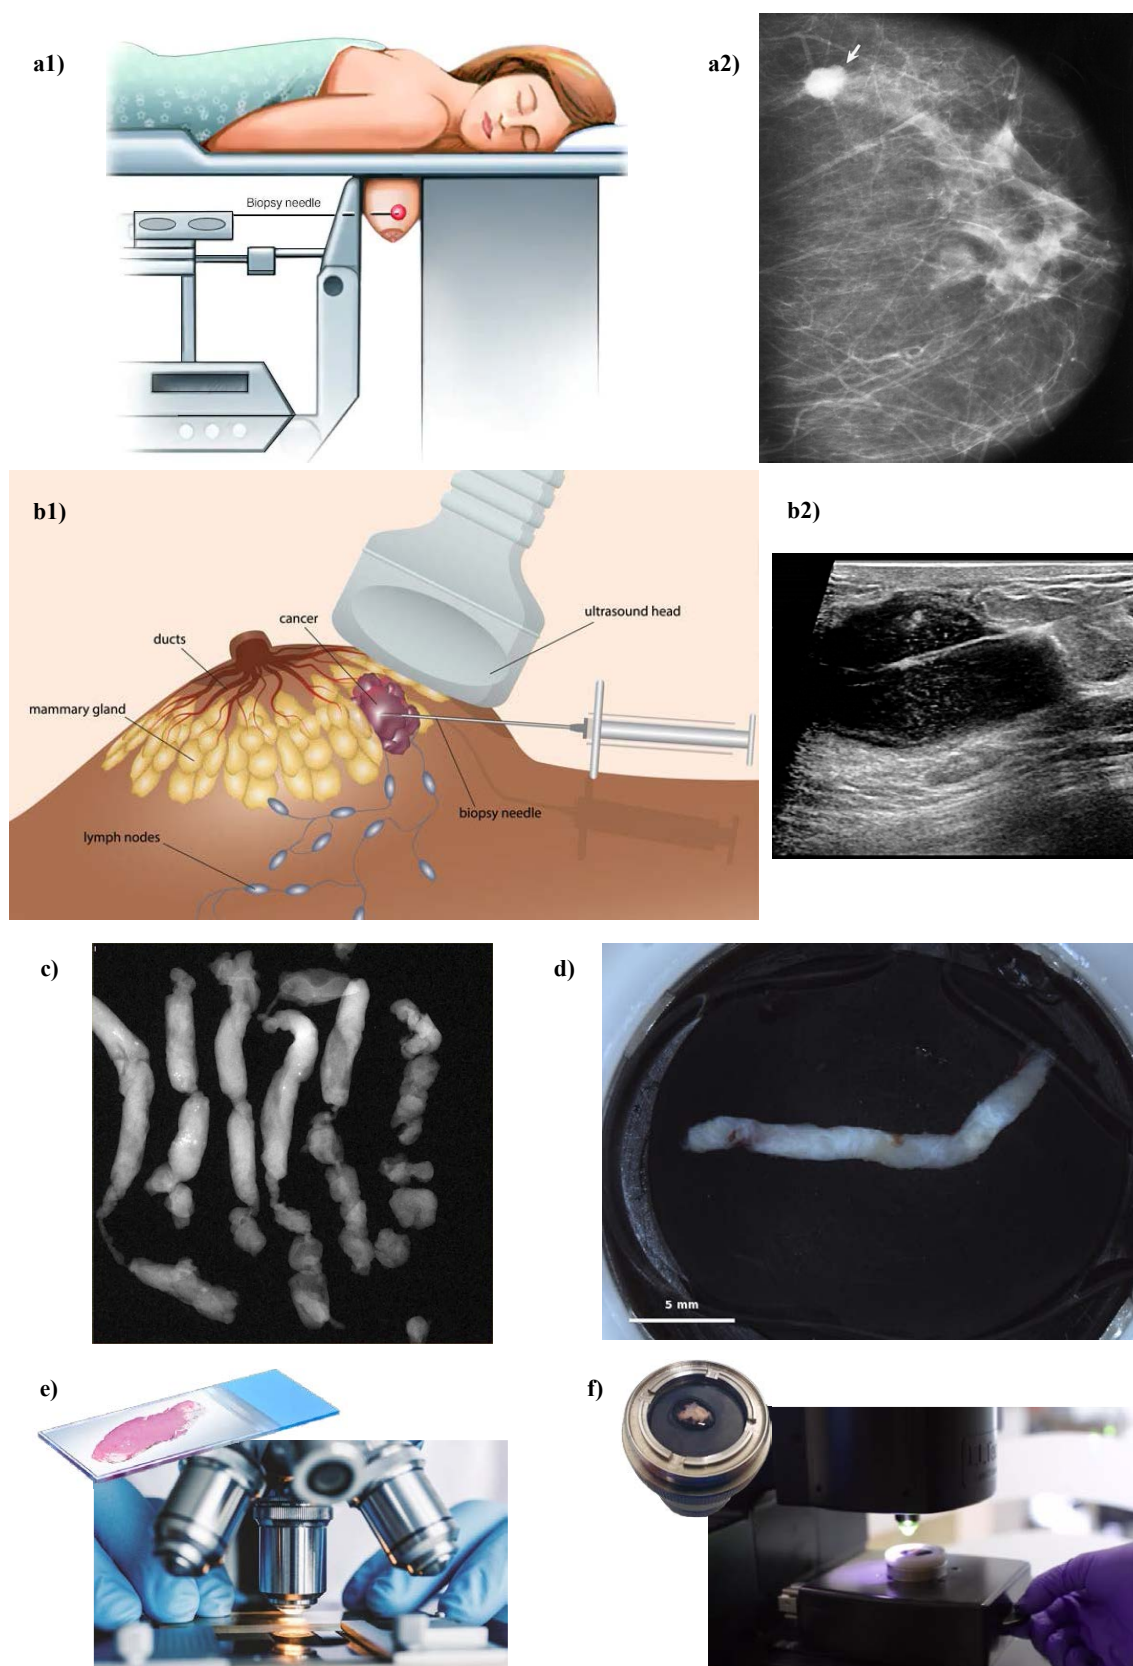 a1)
a2)
Biopsy needle
b1)
b2)
cancer
ultrasound head
ducts
mammary gland
biopsy needle
lymph nodes
c)
d)
5 mm
e)
f)